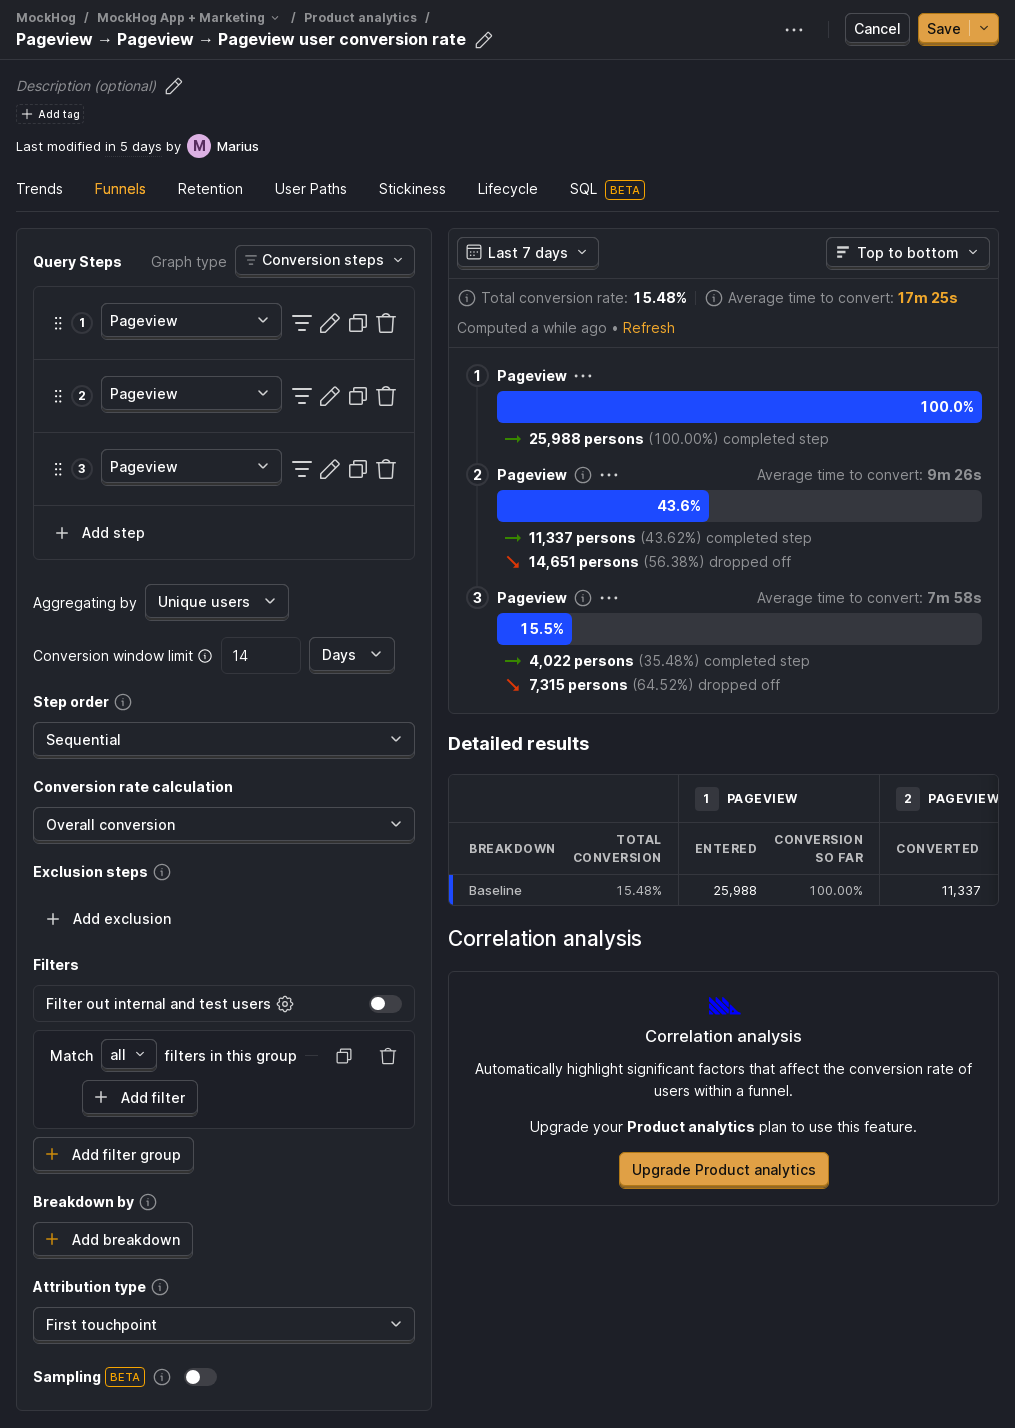 MockHog / MockHog App + Marketing / Product analytics /
Pageview → Pageview → Pageview user conversion rate
Cancel
Save
Description (optional)
Add tag
Last modified in 5 days by M Marius
Trends Funnels Retention User Paths Stickiness Lifecycle SQL BETA
Query Steps Graph type Conversion steps
1 Pageview
2 Pageview
3 Pageview
Add step
Aggregating by Unique users
Conversion window limit 14 Days
Step order
Sequential
Conversion rate calculation
Overall conversion
Exclusion steps
Add exclusion
Filters
Filter out internal and test users
Match all filters in this group
Add filter
Add filter group
Breakdown by
Add breakdown
Attribution type
First touchpoint
Sampling BETA
Last 7 days Top to bottom
Total conversion rate: 15.48% Average time to convert: 17m 25s
Computed a while ago • Refresh
1 Pageview
100.0%
25,988 persons (100.00%) completed step
2 Pageview Average time to convert: 9m 26s
43.6%
11,337 persons (43.62%) completed step
14,651 persons (56.38%) dropped off
3 Pageview Average time to convert: 7m 58s
15.5%
4,022 persons (35.48%) completed step
7,315 persons (64.52%) dropped off
Detailed results
1 PAGEVIEW 2 PAGEVIEW
BREAKDOWN TOTAL CONVERSION ENTERED CONVERSION SO FAR CONVERTED
Baseline 15.48% 25,988 100.00% 11,337
Correlation analysis
Correlation analysis
Automatically highlight significant factors that affect the conversion rate of
users within a funnel.
Upgrade your Product analytics plan to use this feature.
Upgrade Product analytics